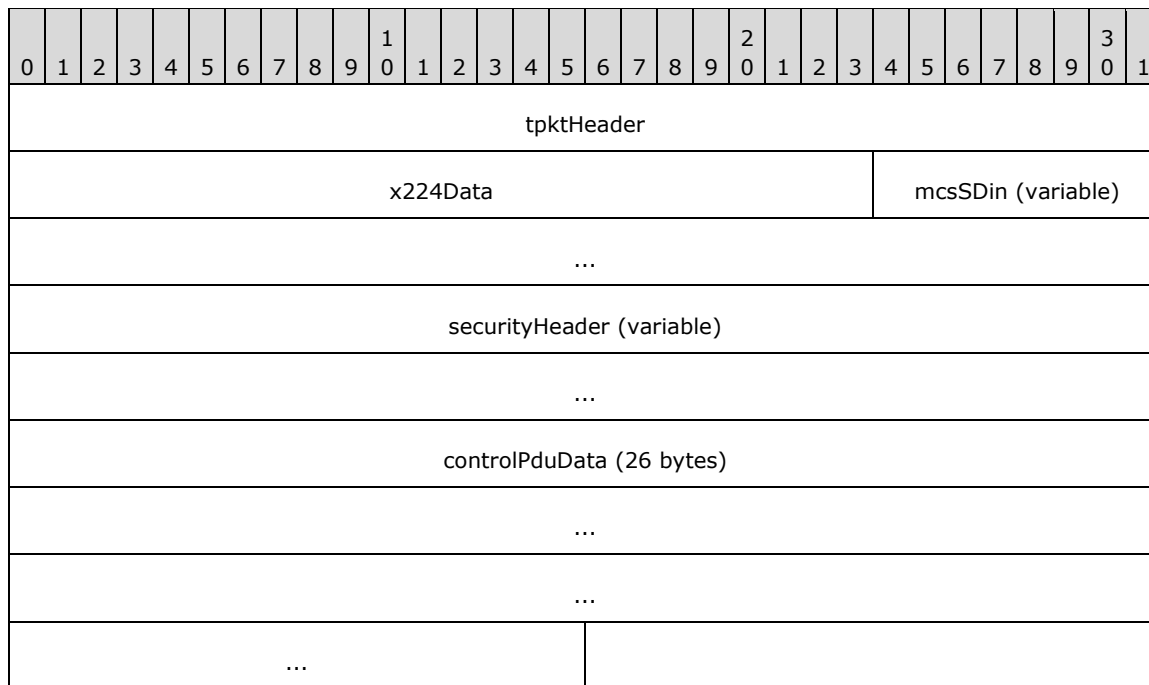 1 2 3
0 1 2 3 4 5 6 7 8 9 0 1 2 3 4 5 6 7 8 9 0 1 2 3 4 5 6 7 8 9 0 1
tpktHeader
x224Data mcsSDin (variable)
...
securityHeader (variable)
...
controlPduData (26 bytes)
...
...
...